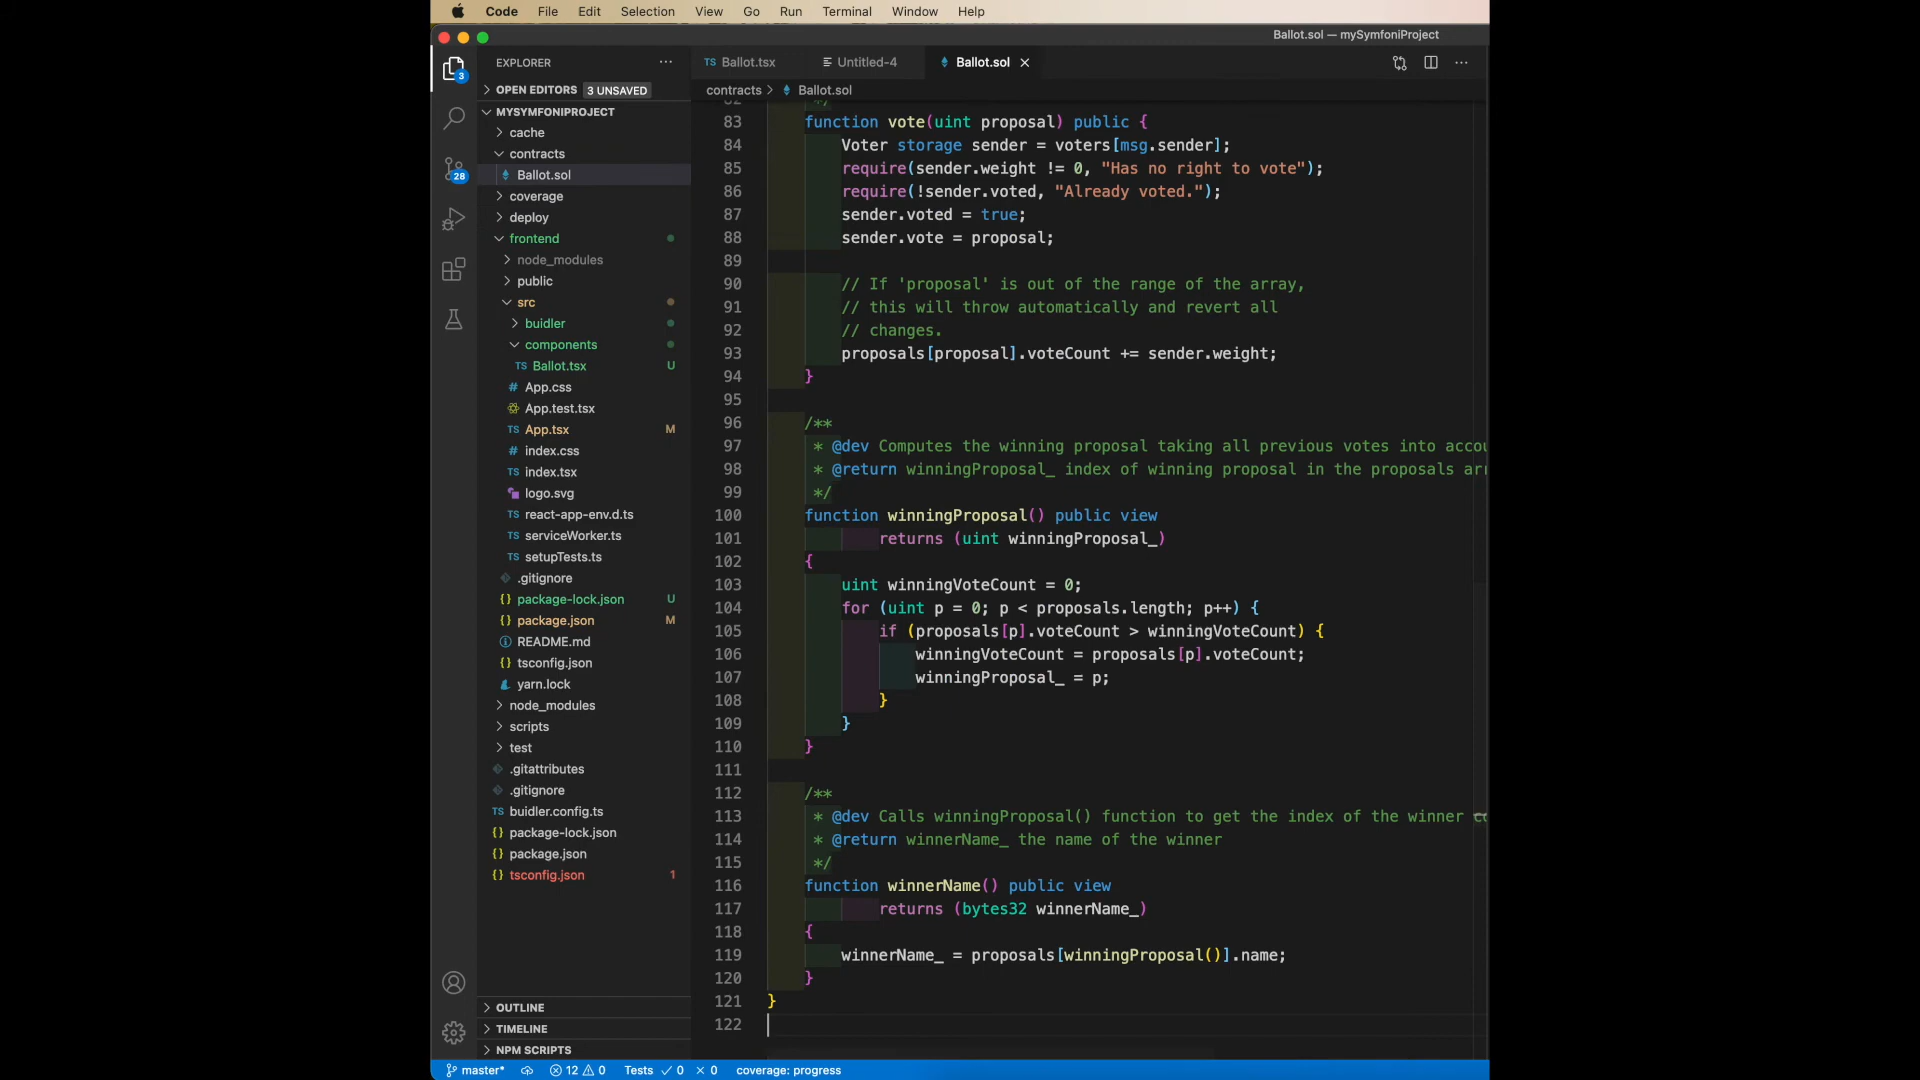 Code File Edit Selection View Go Run Terminal Window Help
Ballot.sol — mySymfoniProject
EXPLORER
OPEN EDITORS 3 UNSAVED
MYSYMFONIPROJECT
cache
contracts
Ballot.sol
coverage
deploy
frontend
node_modules
public
src
buidler
components
TS Ballot.tsx U
# App.css
App.test.tsx
TS App.tsx M
# index.css
TS index.tsx
logo.svg
TS react-app-env.d.ts
TS serviceWorker.ts
TS setupTests.ts
.gitignore
{} package-lock.json U
{} package.json M
README.md
{} tsconfig.json
yarn.lock
node_modules
scripts
test
.gitattributes
.gitignore
TS buidler.config.ts
{} package-lock.json
{} package.json
{} tsconfig.json 1
OUTLINE
TIMELINE
NPM SCRIPTS
3
28
TS Ballot.tsx Untitled-4 Ballot.sol
contracts > Ballot.sol
82 */
83 function vote(uint proposal) public {
84 Voter storage sender = voters[msg.sender];
85 require(sender.weight != 0, "Has no right to vote");
86 require(!sender.voted, "Already voted.");
87 sender.voted = true;
88 sender.vote = proposal;
89
90 // If 'proposal' is out of the range of the array,
91 // this will throw automatically and revert all
92 // changes.
93 proposals[proposal].voteCount += sender.weight;
94 }
95
96 /**
97 * @dev Computes the winning proposal taking all previous votes into accou
98 * @return winningProposal_ index of winning proposal in the proposals arr
99 */
100 function winningProposal() public view
101 returns (uint winningProposal_)
102 {
103 uint winningVoteCount = 0;
104 for (uint p = 0; p < proposals.length; p++) {
105 if (proposals[p].voteCount > winningVoteCount) {
106 winningVoteCount = proposals[p].voteCount;
107 winningProposal_ = p;
108 }
109 }
110 }
111
112 /**
113 * @dev Calls winningProposal() function to get the index of the winner co
114 * @return winnerName_ the name of the winner
115 */
116 function winnerName() public view
117 returns (bytes32 winnerName_)
118 {
119 winnerName_ = proposals[winningProposal()].name;
120 }
121 }
122
master* 12 0 Tests ✓ 0 × 0 coverage: progress